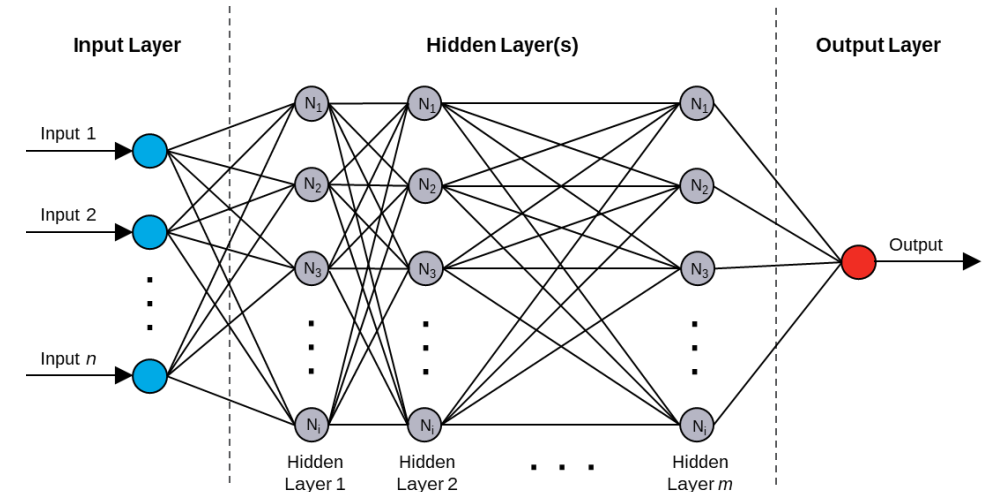 Input Layer
Hidden Layer(s)
Output Layer
Input 1
Input 2
Input n
N1
N2
N3
Ni
N1
N2
N3
Ni
N1
N2
N3
Ni
Output
Hidden
Layer 1
Hidden
Layer 2
Hidden
Layer m